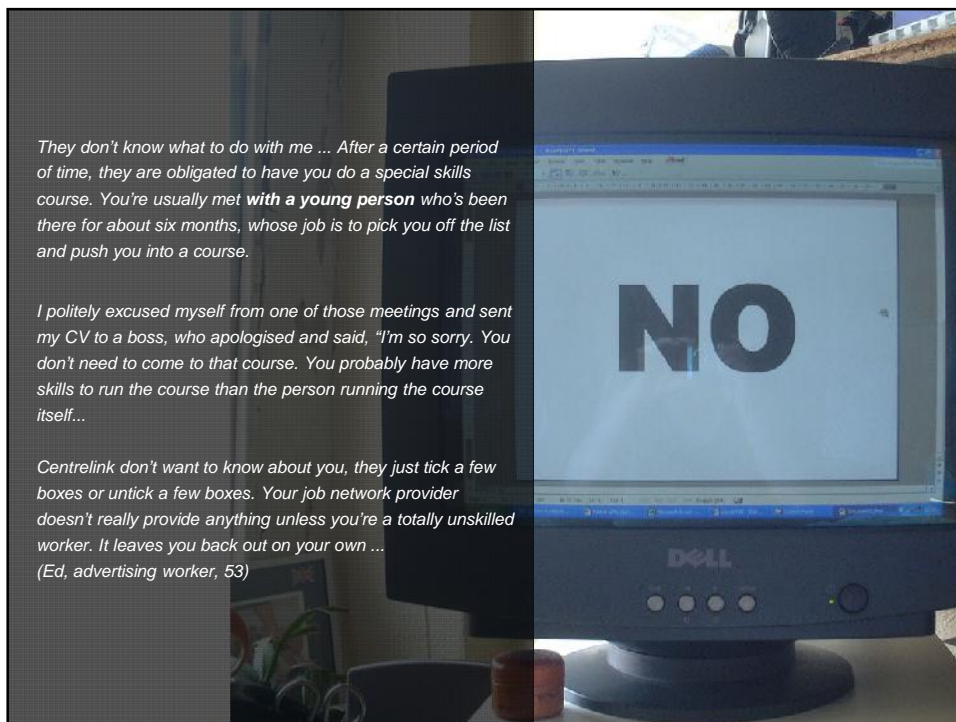 They don’t know what to do with me ... After a certain period
of time, they are obligated to have you do a special skills
course. You’re usually met with a young person who’s been
there for about six months, whose job is to pick you off the list
and push you into a course.
I politely excused myself from one of those meetings and sent
my CV to a boss, who apologised and said, “I’m so sorry. You
don’t need to come to that course. You probably have more
skills to run the course than the person running the course
itself...
Centrelink don’t want to know about you, they just tick a few
boxes or untick a few boxes. Your job network provider
doesn’t really provide anything unless you’re a totally unskilled
worker. It leaves you back out on your own ...
(Ed, advertising worker, 53)
NO
DELL